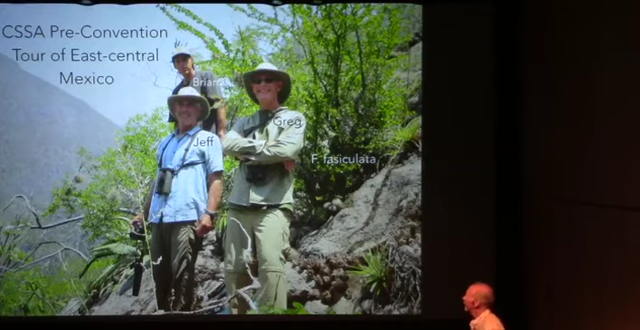 CSSA Pre-Convention
Tour of East-central
Mexico
Brian
Greg
Jeff
F. fasiculata